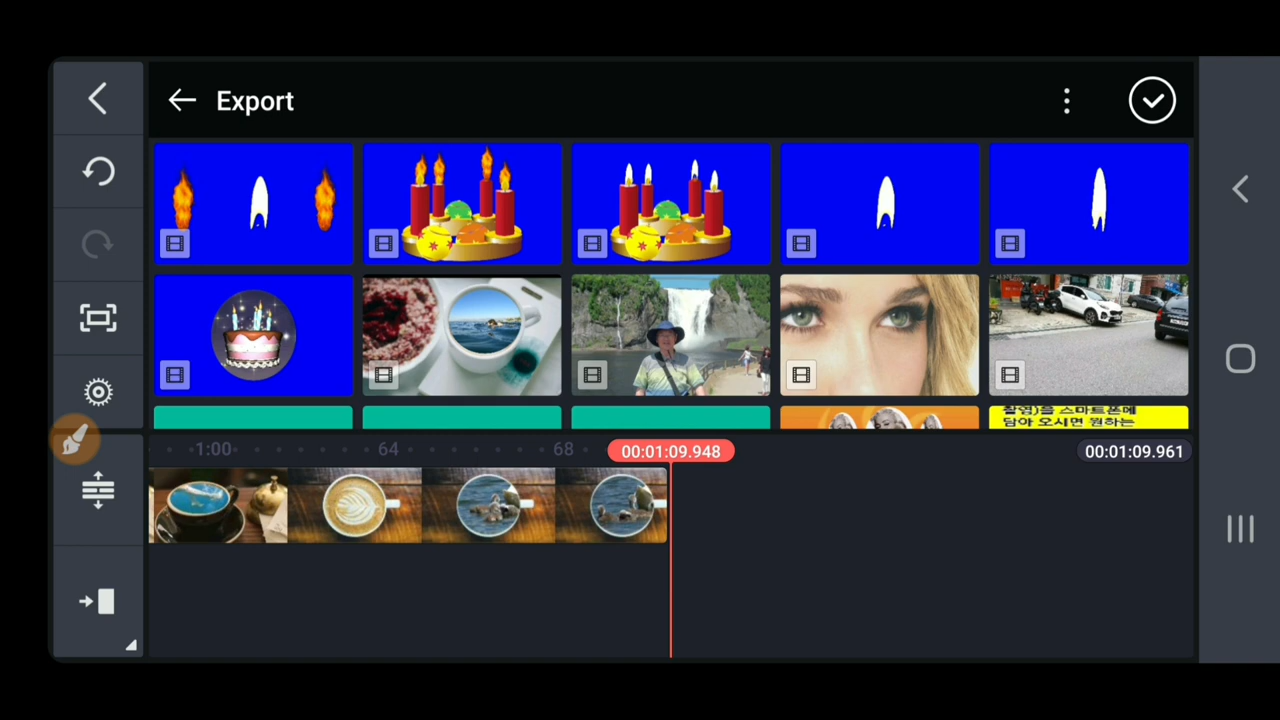 Export
촬영)을 스마트폰에
담아 오시면 원하는
1:00
64
68
00:01:09.948
00:01:09.961